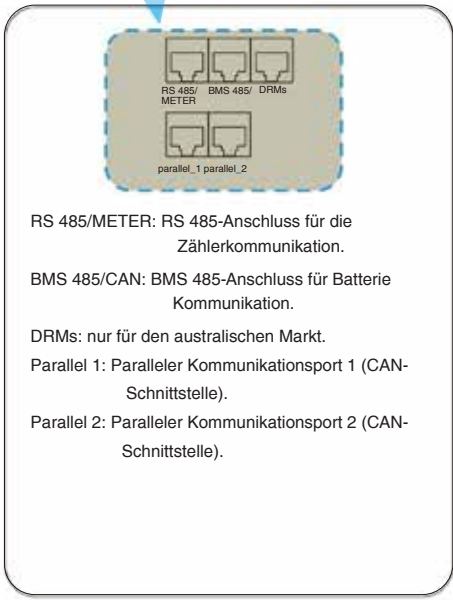 RS 485/ BMS 485/ DRMs
METER
parallel_1 parallel_2
RS 485/METER: RS 485-Anschluss für die
Zählerkommunikation.
BMS 485/CAN: BMS 485-Anschluss für Batterie
Kommunikation.
DRMs: nur für den australischen Markt.
Parallel 1: Paralleler Kommunikationsport 1 (CAN-
Schnittstelle).
Parallel 2: Paralleler Kommunikationsport 2 (CAN-
Schnittstelle).